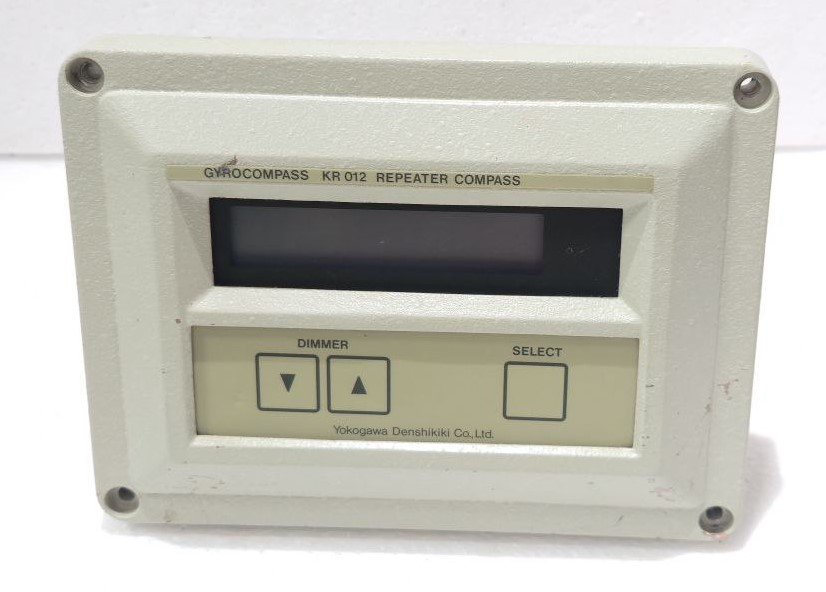 GYROCOMPASS KR 012 REPEATER COMPASS
DIMMER
SELECT
▼ ▲
Yokogawa Denshikiki Co., Ltd.